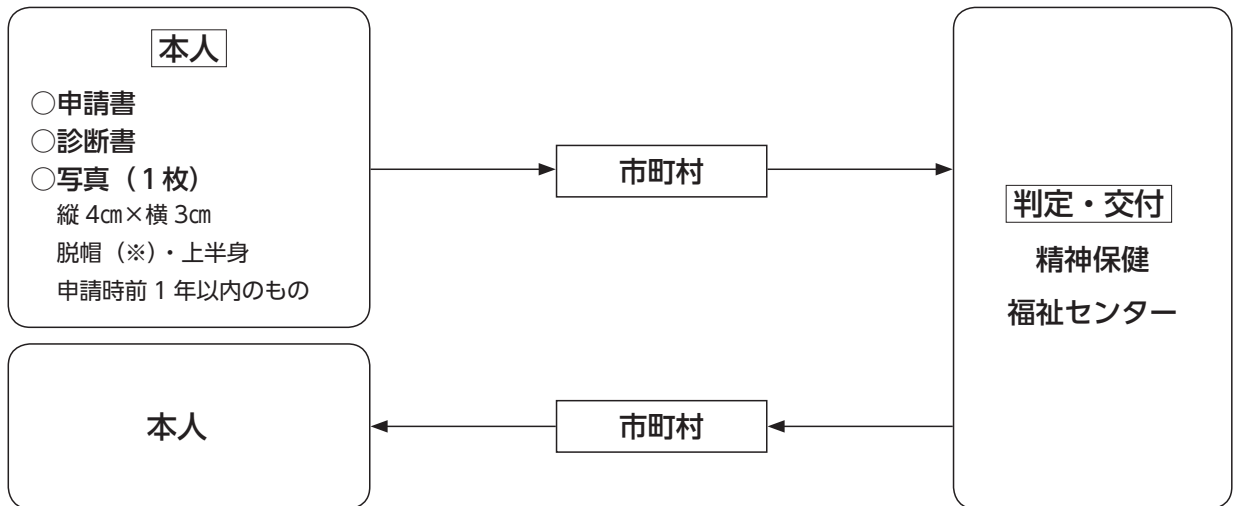 本人
○申請書
○診断書
○写真（1枚）
縦 4㎝×横 3㎝
脱帽（※）・上半身
申請時前 1 年以内のもの
市町村
判定・交付
精神保健
福祉センター
市町村
本人